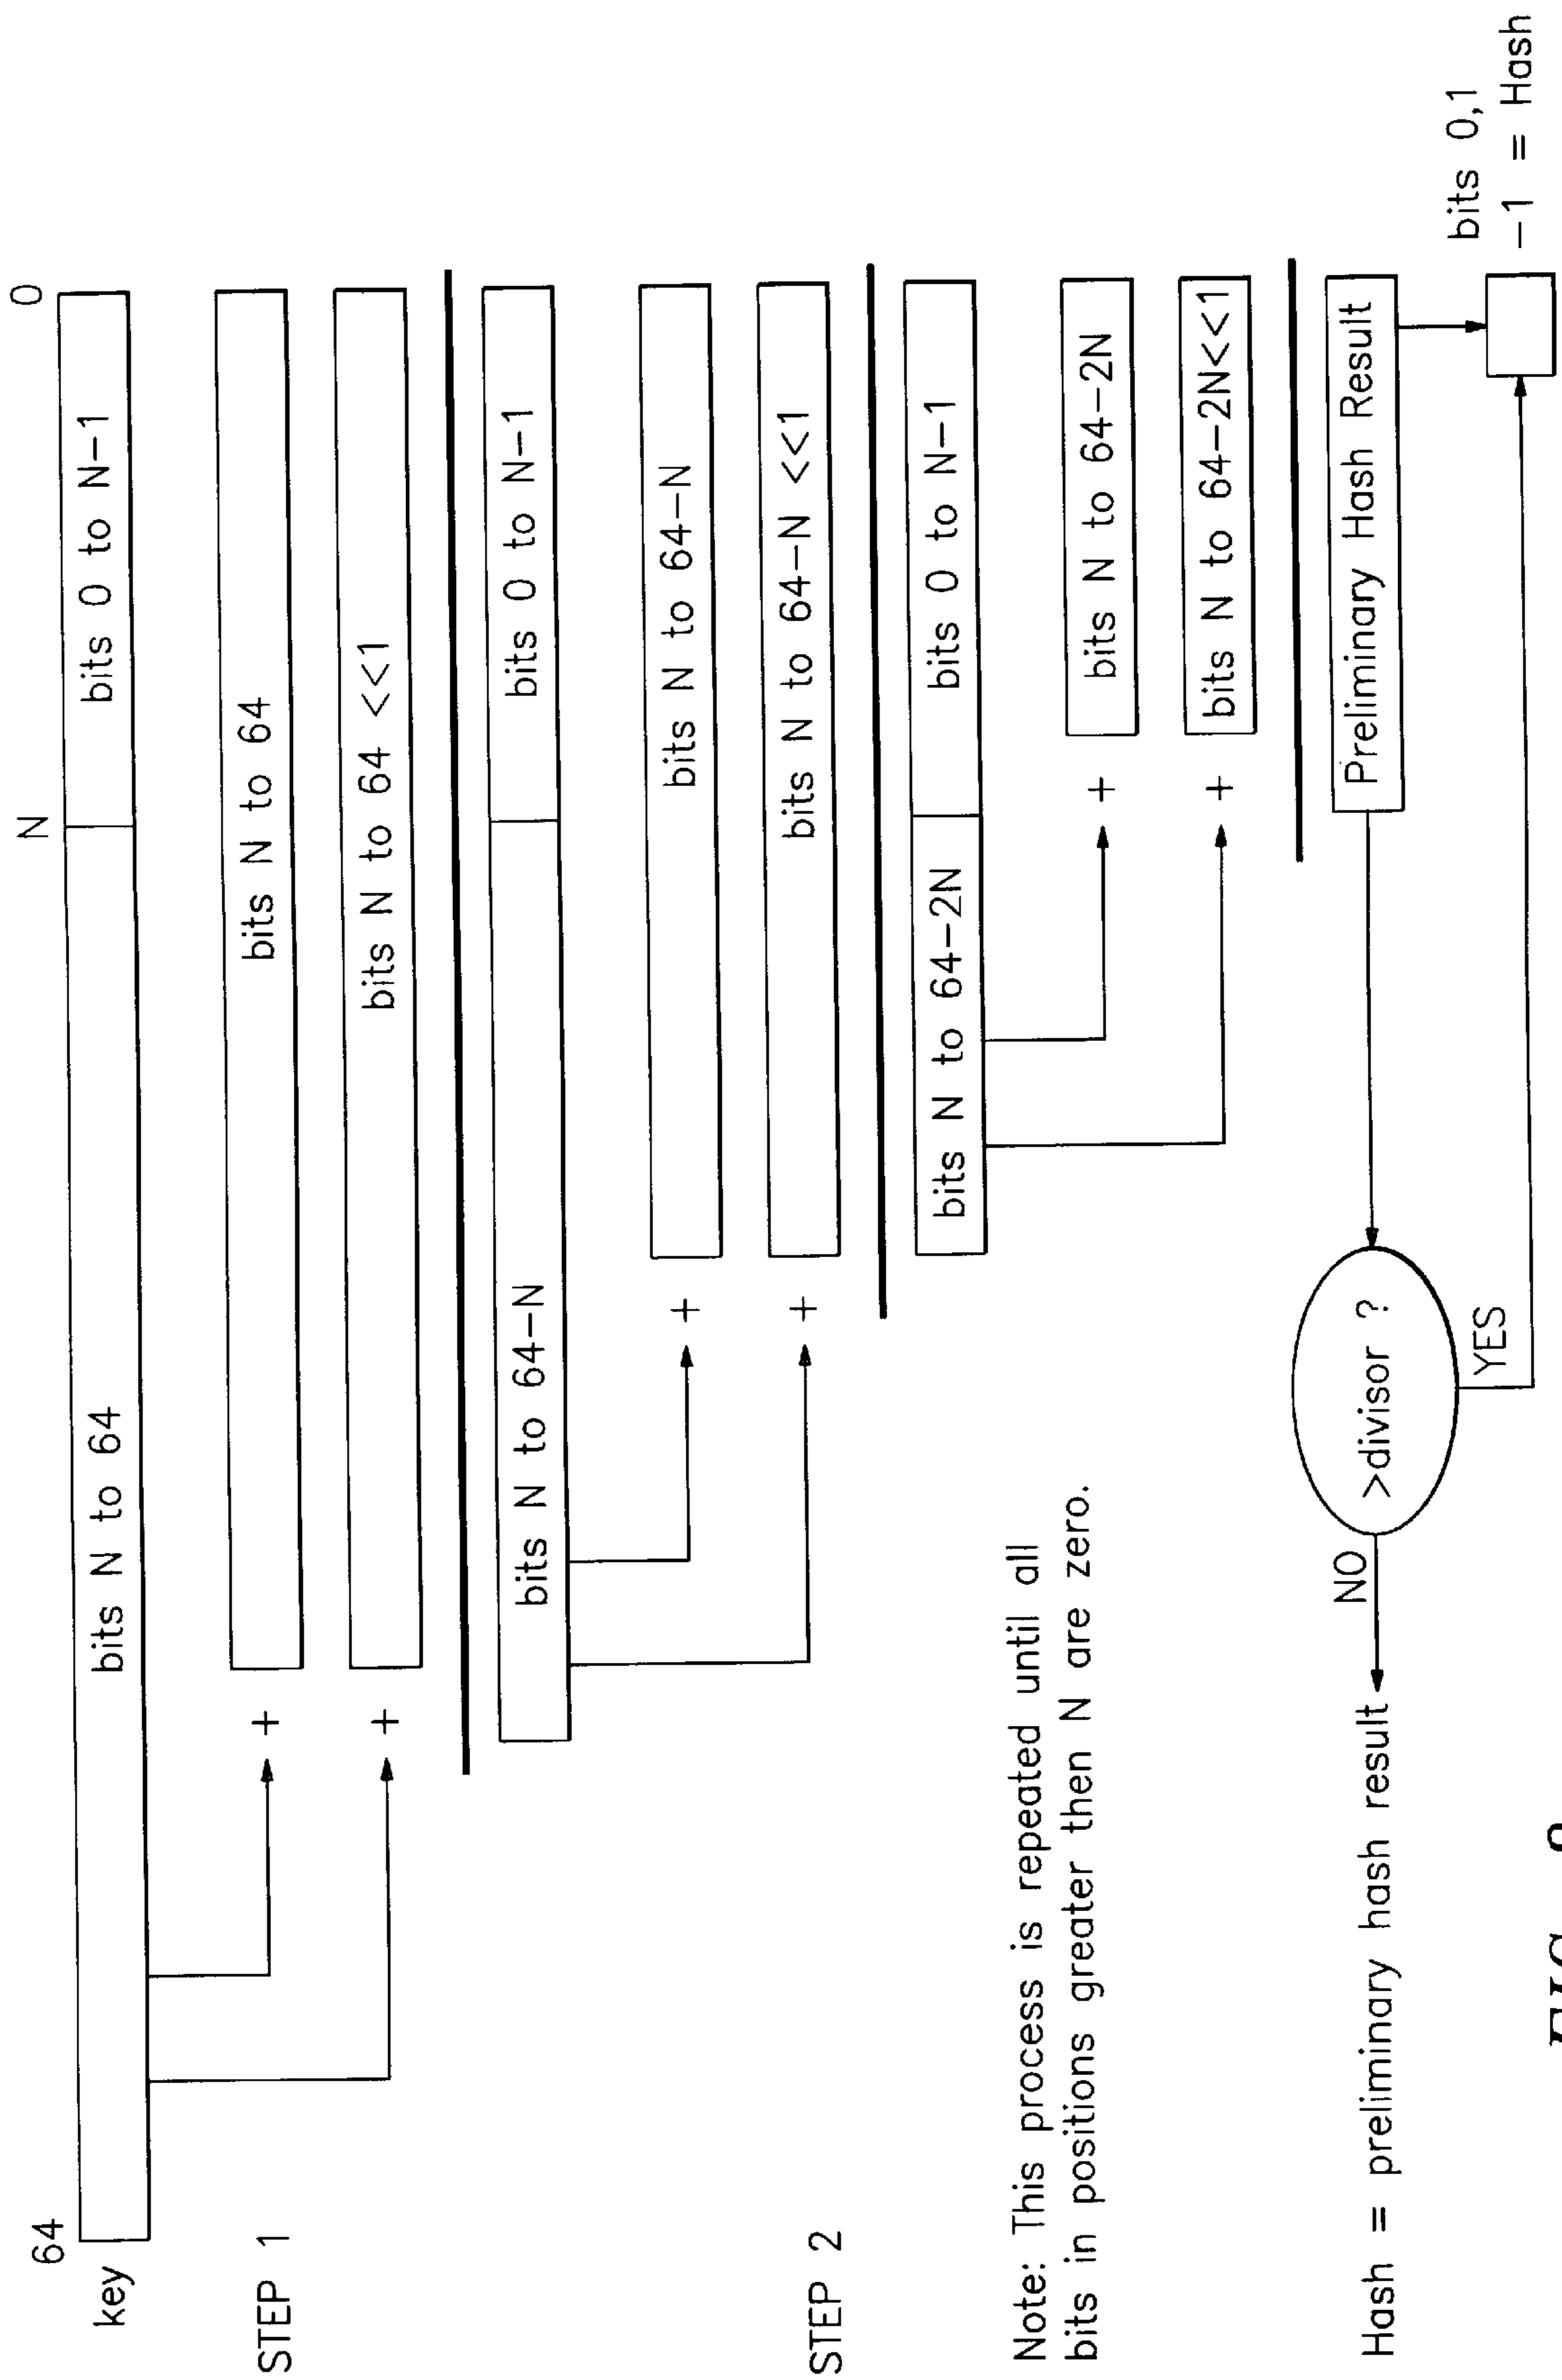 64 N 0
key bits N to 64 bits 0 to N-1
STEP 1 + bits N to 64
+ bits N to 64 <<1
bits N to 64-N bits 0 to N-1
+ bits N to 64-N
STEP 2 + bits N to 64-N <<1
bits N to 64-2N bits 0 to N-1
Note: This process is repeated until all
bits in positions greater then N are zero.
+ bits N to 64-2N
+ bits N to 64-2N<<1
Hash = preliminary hash result NO >divisor ? Preliminary Hash Result
YES
bits 0,1
-1 = Hash